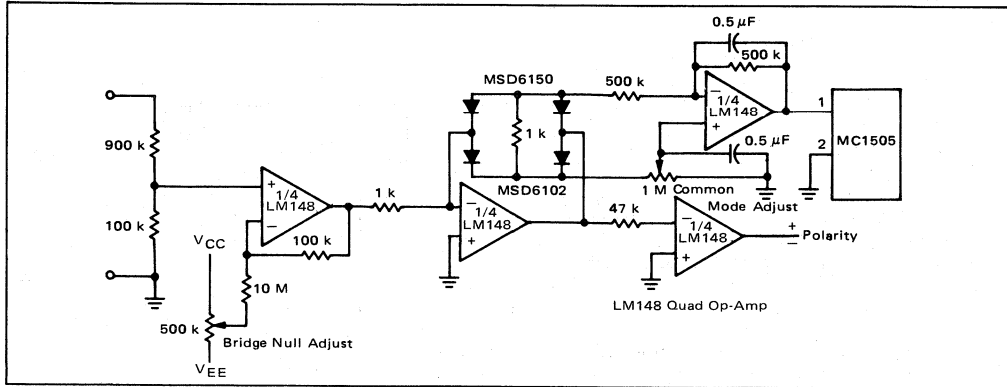 0.5 μF
500 k
MSD6150
500 k
1/4
LM148
1
MC1505
2
900 k
1 k
0.5 μF
1/4
LM148
1 k
MSD6102
1 M Common
Mode Adjust
100 k
1/4
LM148
47 k
1/4
LM148
Polarity
VCC
100 k
10 M
LM148 Quad Op-Amp
500 k
Bridge Null Adjust
VEE